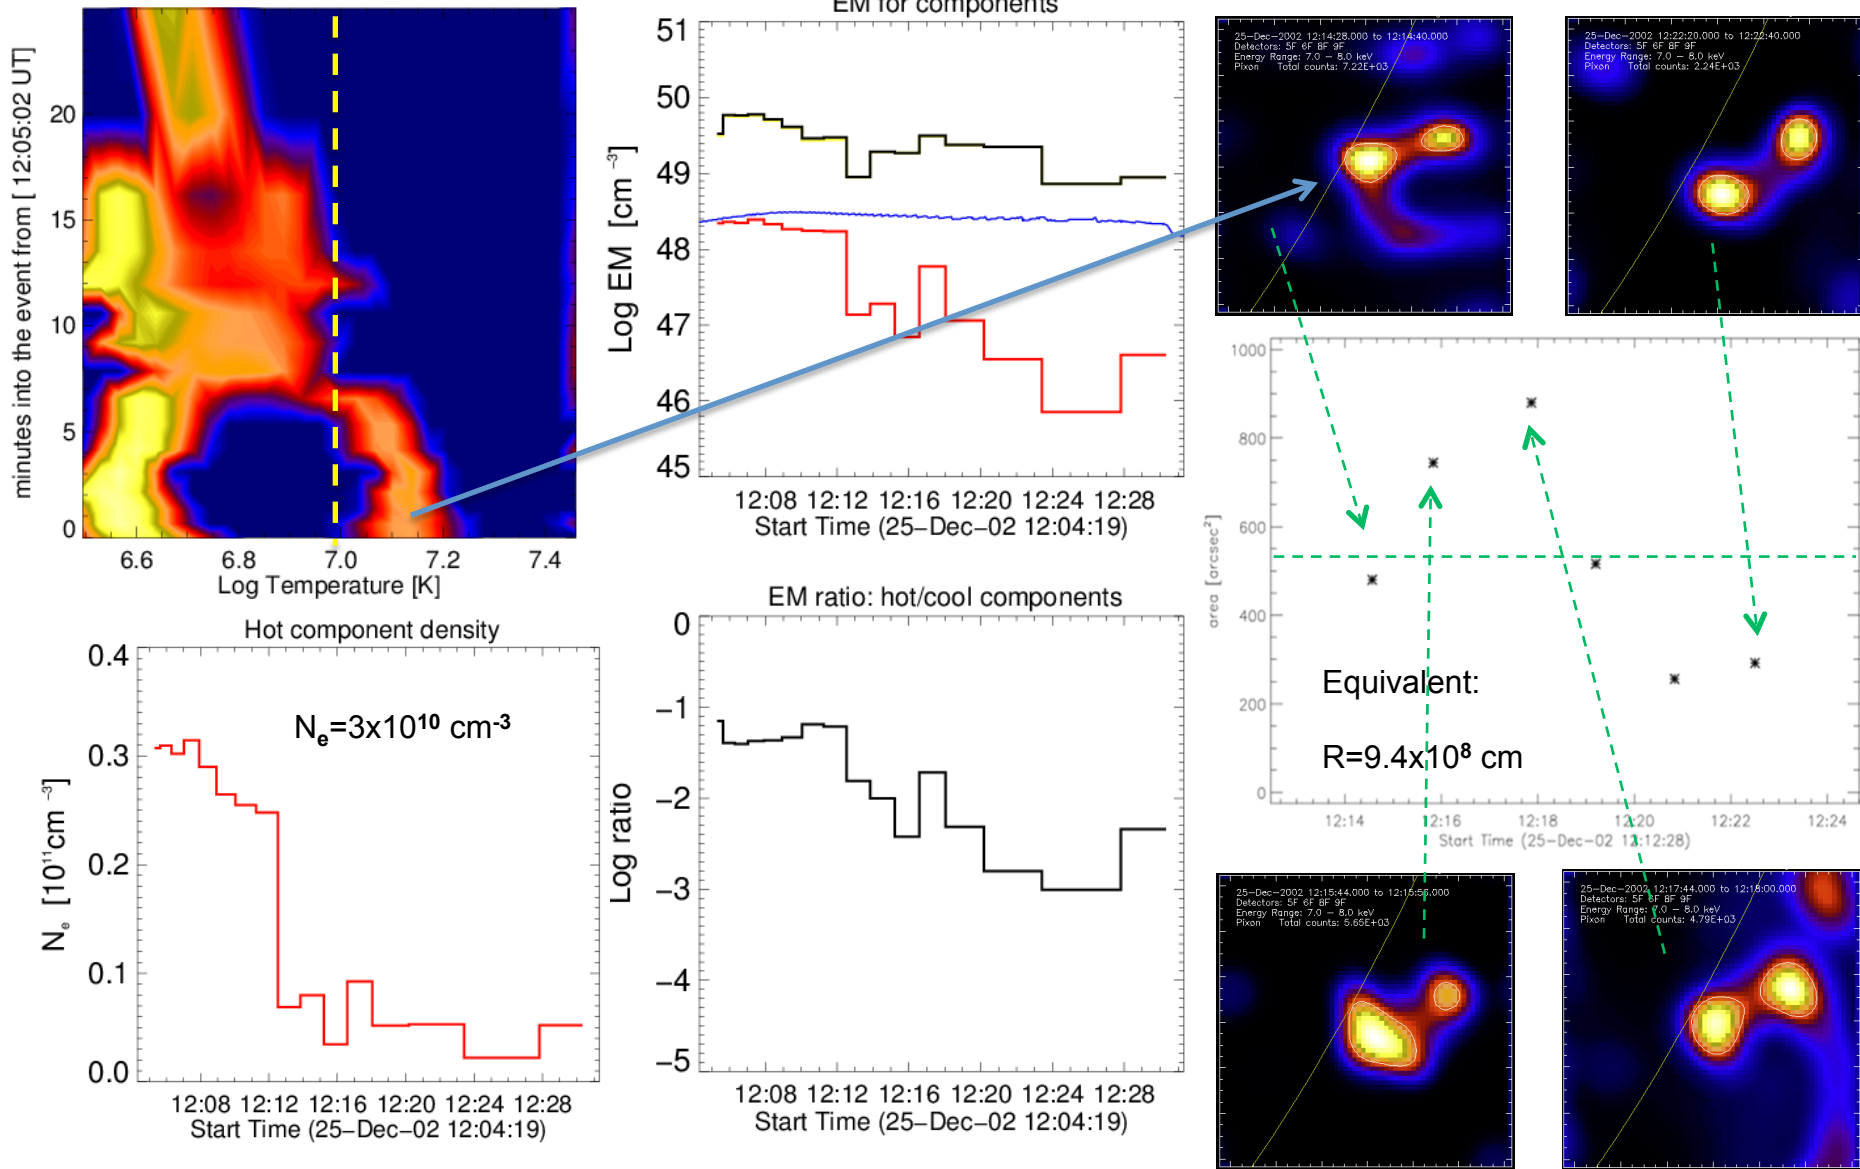 minutes into the event from [ 12:05:02 UT]
20
15
10
5
0
6.6 6.8 7.0 7.2 7.4
Log Temperature [K]
EM for components
Log EM [cm⁻³]
51
50
49
48
47
46
45
12:08 12:12 12:16 12:20 12:24 12:28
Start Time (25-Dec-02 12:04:19)
25-Dec-2002 12:14:28.000 to 12:14:40.000
Detectors: 5F 6F 8F 9F
Energy Range: 7.0 - 8.0 keV
Pixon Total counts: 7.22E+03
25-Dec-2002 12:22:20.000 to 12:22:40.000
Detectors: 5F 6F 8F 9F
Energy Range: 7.0 - 8.0 keV
Pixon Total counts: 2.24E+03
area [arcsec²]
1000
800
600
400
200
0
Equivalent:
R=9.4x10⁸ cm
12:14 12:16 12:18 12:20 12:22 12:24
Start Time (25-Dec-02 12:12:28)
Hot component density
Nₑ [10¹¹cm⁻³]
0.4
0.3
0.2
0.1
0.0
Nₑ=3x10¹⁰ cm⁻³
12:08 12:12 12:16 12:20 12:24 12:28
Start Time (25-Dec-02 12:04:19)
EM ratio: hot/cool components
Log ratio
0
-1
-2
-3
-4
-5
12:08 12:12 12:16 12:20 12:24 12:28
Start Time (25-Dec-02 12:04:19)
25-Dec-2002 12:15:44.000 to 12:15:56.000
Detectors: 5F 6F 8F 9F
Energy Range: 7.0 - 8.0 keV
Pixon Total counts: 5.65E+03
25-Dec-2002 12:17:44.000 to 12:18:00.000
Detectors: 5F 6F 8F 9F
Energy Range: 7.0 - 8.0 keV
Pixon Total counts: 4.79E+03